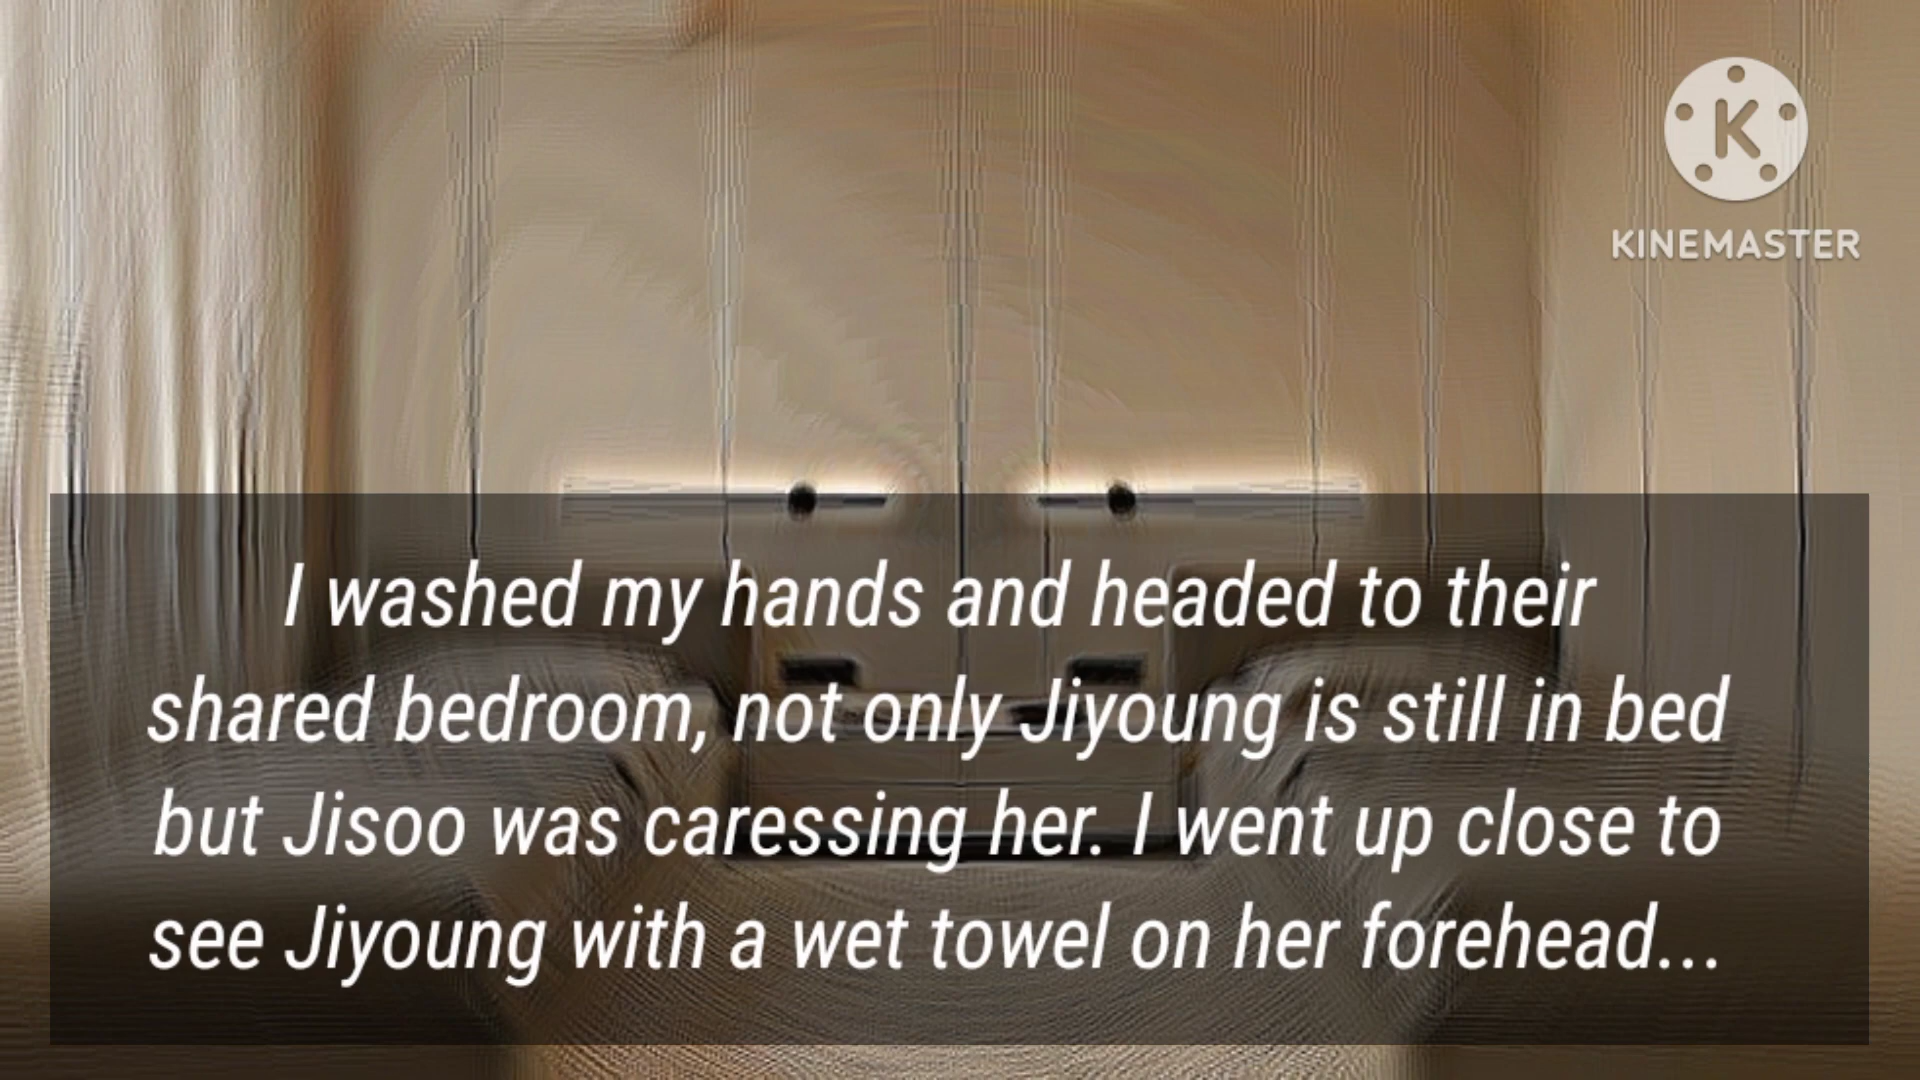 K
KINEMASTER
I washed my hands and headed to their
shared bedroom, not only Jiyoung is still in bed
but Jisoo was caressing her. I went up close to
see Jiyoung with a wet towel on her forehead...